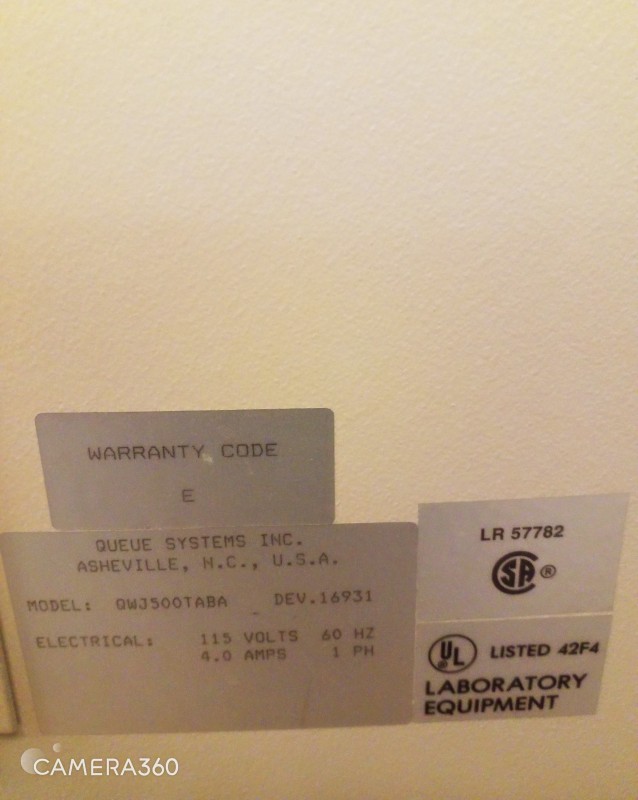 WARRANTY CODE
E
QUEUE SYSTEMS INC.
ASHEVILLE, N.C., U.S.A.
MODEL: QWJ500TABA DEV.16931
ELECTRICAL: 115 VOLTS 60 HZ
4.0 AMPS 1 PH
LR 57782
SA ®
UL ® LISTED 42F4
LABORATORY
EQUIPMENT
CAMERA360